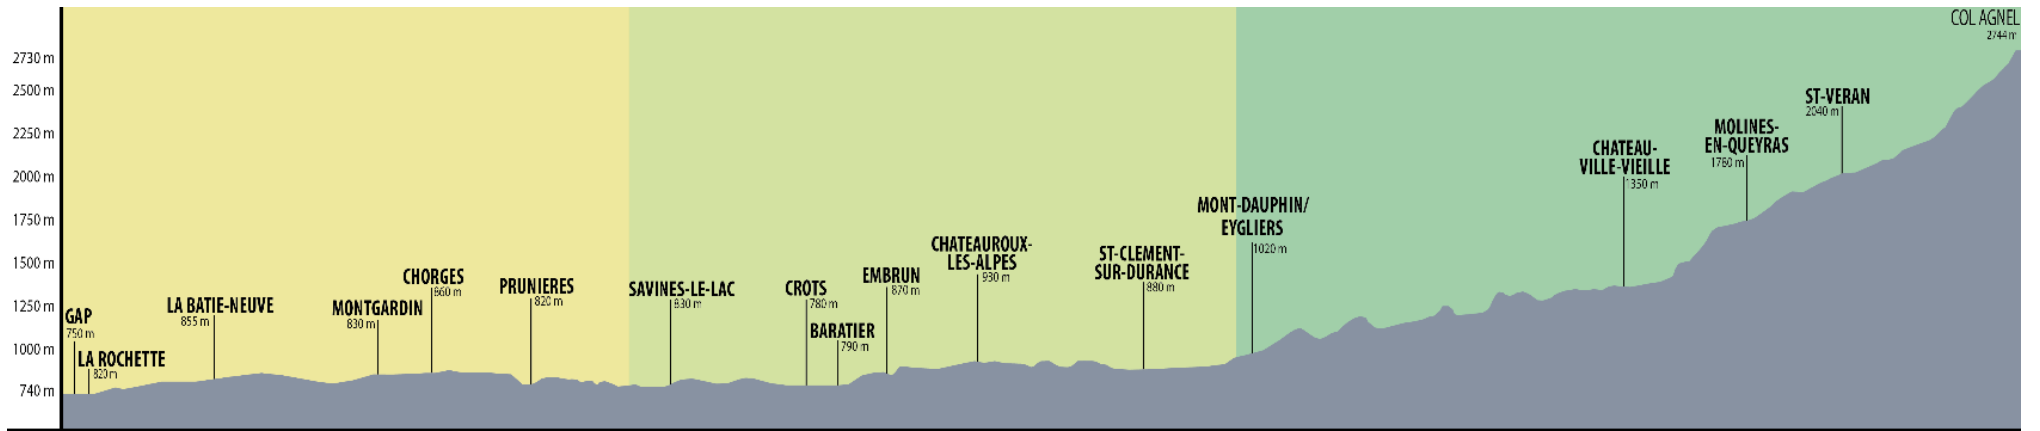 COL AGNEL
2744 m
2730 m
2500 m
2250 m
2000 m
1750 m
1500 m
1250 m
1000 m
740 m
GAP
750 m
LA ROCHETTE
820 m
LA BATIE-NEUVE
855 m
MONTGARDIN
830 m
CHORGES
860 m
PRUNIERES
820 m
SAVINES-LE-LAC
830 m
CROTS
780 m
BARATIER
790 m
EMBRUN
870 m
CHATEAUROUX-
LES-ALPES
930 m
ST-CLEMENT-
SUR-DURANCE
880 m
MONT-DAUPHIN/
EYGLIERS
1020 m
CHATEAU-
VILLE-VIEILLE
1350 m
MOLINES-
EN-QUEYRAS
1760 m
ST-VERAN
2040 m